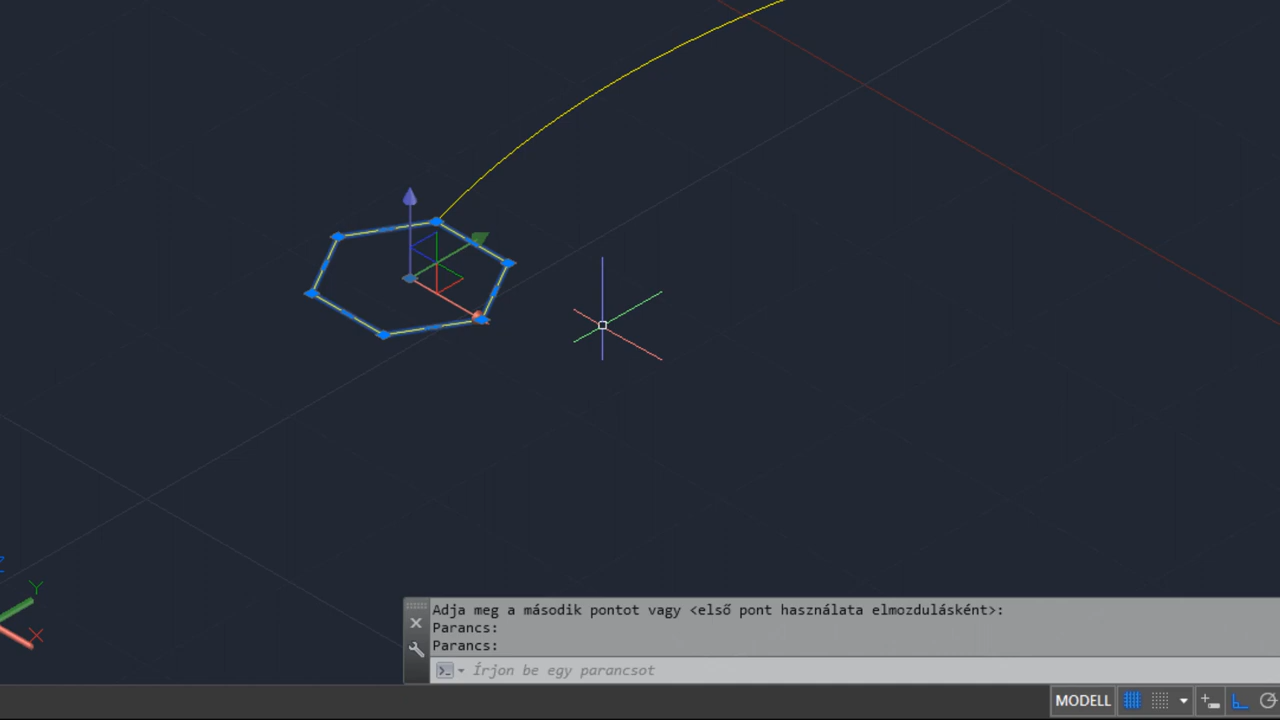 Z
Y
X
Adja meg a második pontot vagy <első pont használata elmozdulásként>:
Parancs:
Parancs:
Írjon be egy parancsot
MODELL